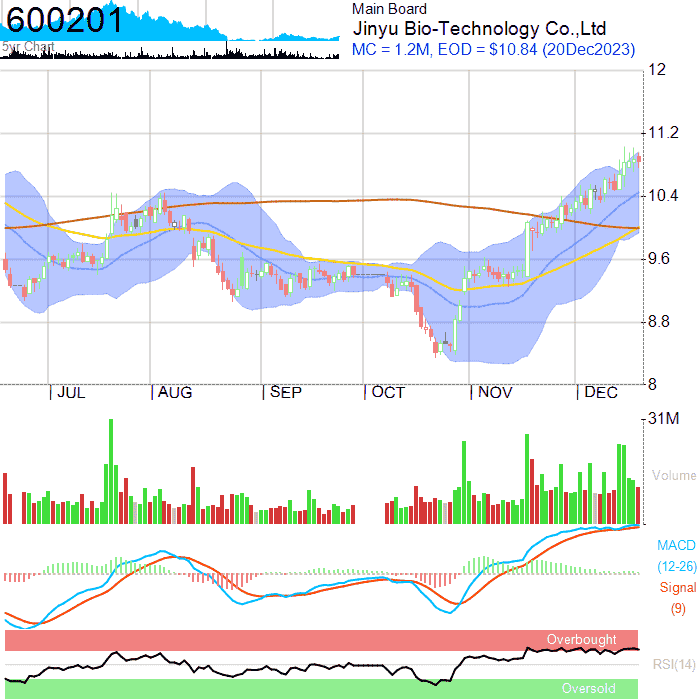 600201
5yr Chart
Main Board
Jinyu Bio-Technology Co.,Ltd
MC = 1.2M, EOD = $10.84 (20Dec2023)
12
11.2
10.4
9.6
8.8
8
JUL AUG SEP OCT NOV DEC
31M
Volume
MACD
(12-26)
Signal
(9)
Overbought
RSI(14)
Oversold